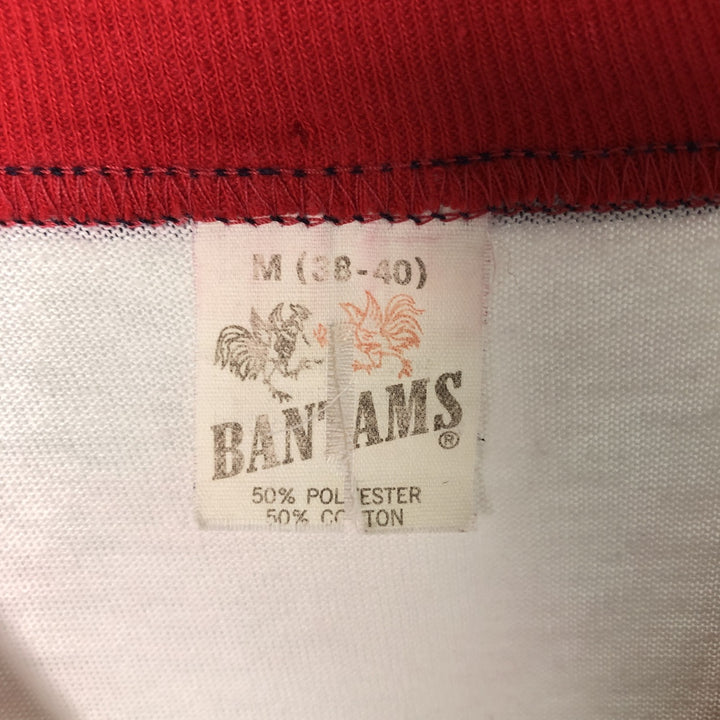 M (38-40)
BANTAMS ®
50% POLYESTER
50% COTTON